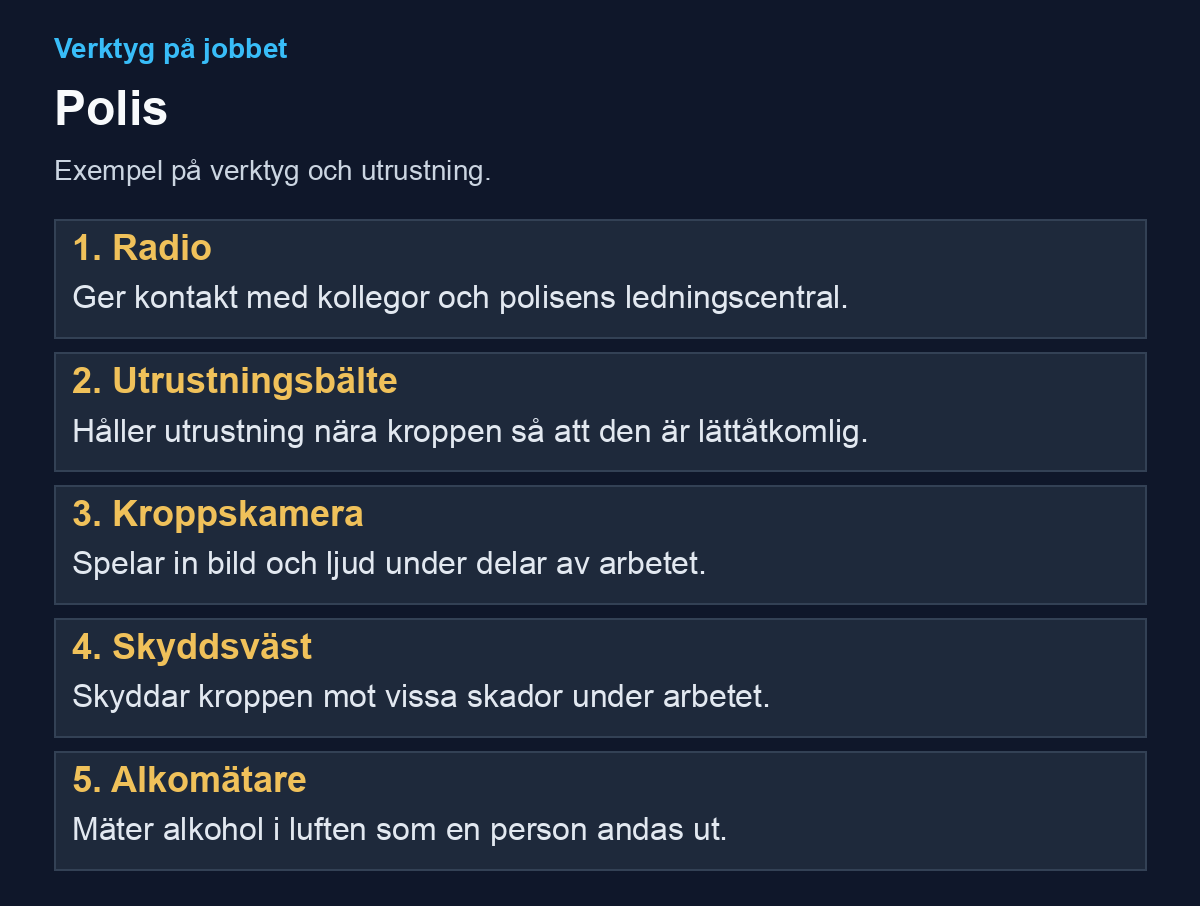 Verktyg på jobbet
Polis
Exempel på verktyg och utrustning.
1. Radio
Ger kontakt med kollegor och polisens ledningscentral.
2. Utrustningsbälte
Håller utrustning nära kroppen så att den är lättåtkomlig.
3. Kroppskamera
Spelar in bild och ljud under delar av arbetet.
4. Skyddsväst
Skyddar kroppen mot vissa skador under arbetet.
5. Alkomätare
Mäter alkohol i luften som en person andas ut.